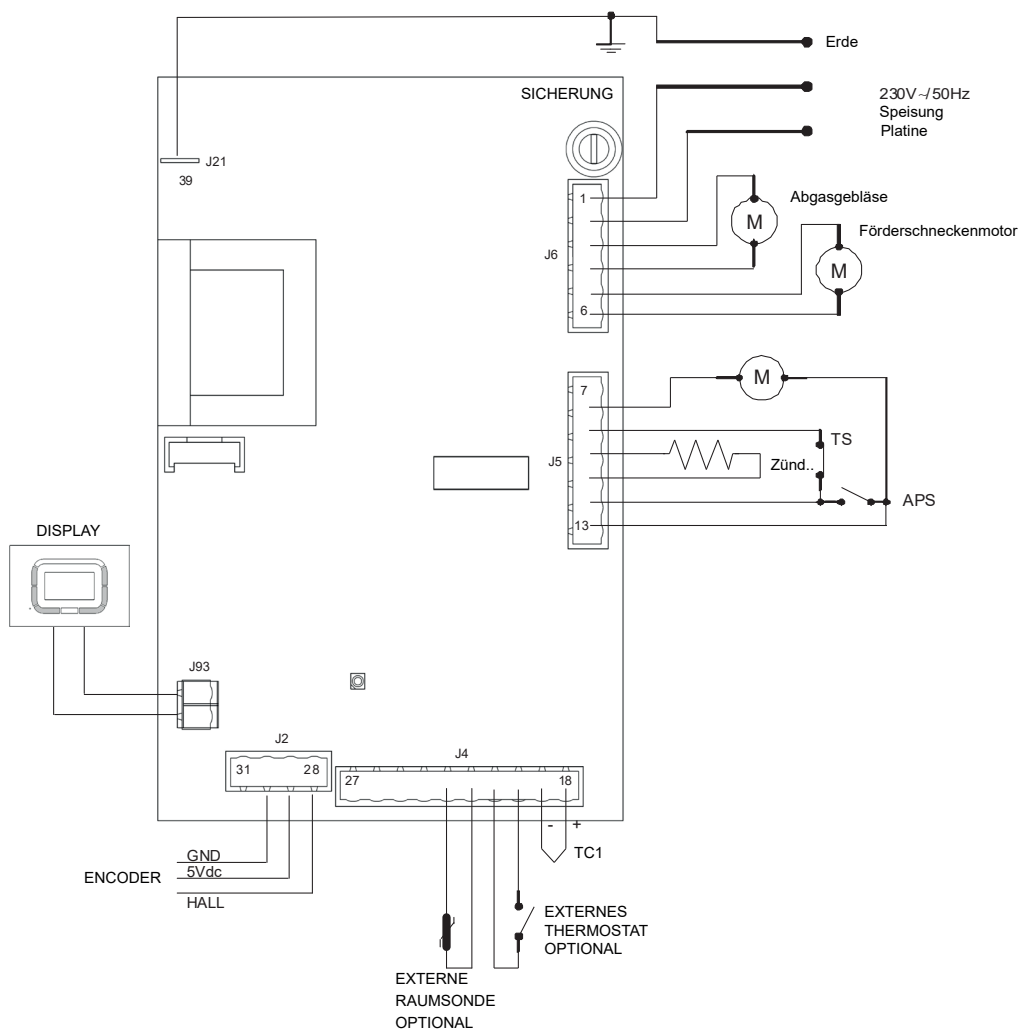 Erde
SICHERUNG
230V~/50Hz
Speisung
Platine
J21
39
1
Abgasgebläse
M
Förderschneckenmotor
J6
M
6
7
M
TS
J5
Zünd..
APS
13
DISPLAY
J93
J2
J4
31
28
27
18
- +
TC1
GND
ENCODER
5Vdc
HALL
EXTERNES
THERMOSTAT
OPTIONAL
EXTERNE
RAUMSONDE
OPTIONAL